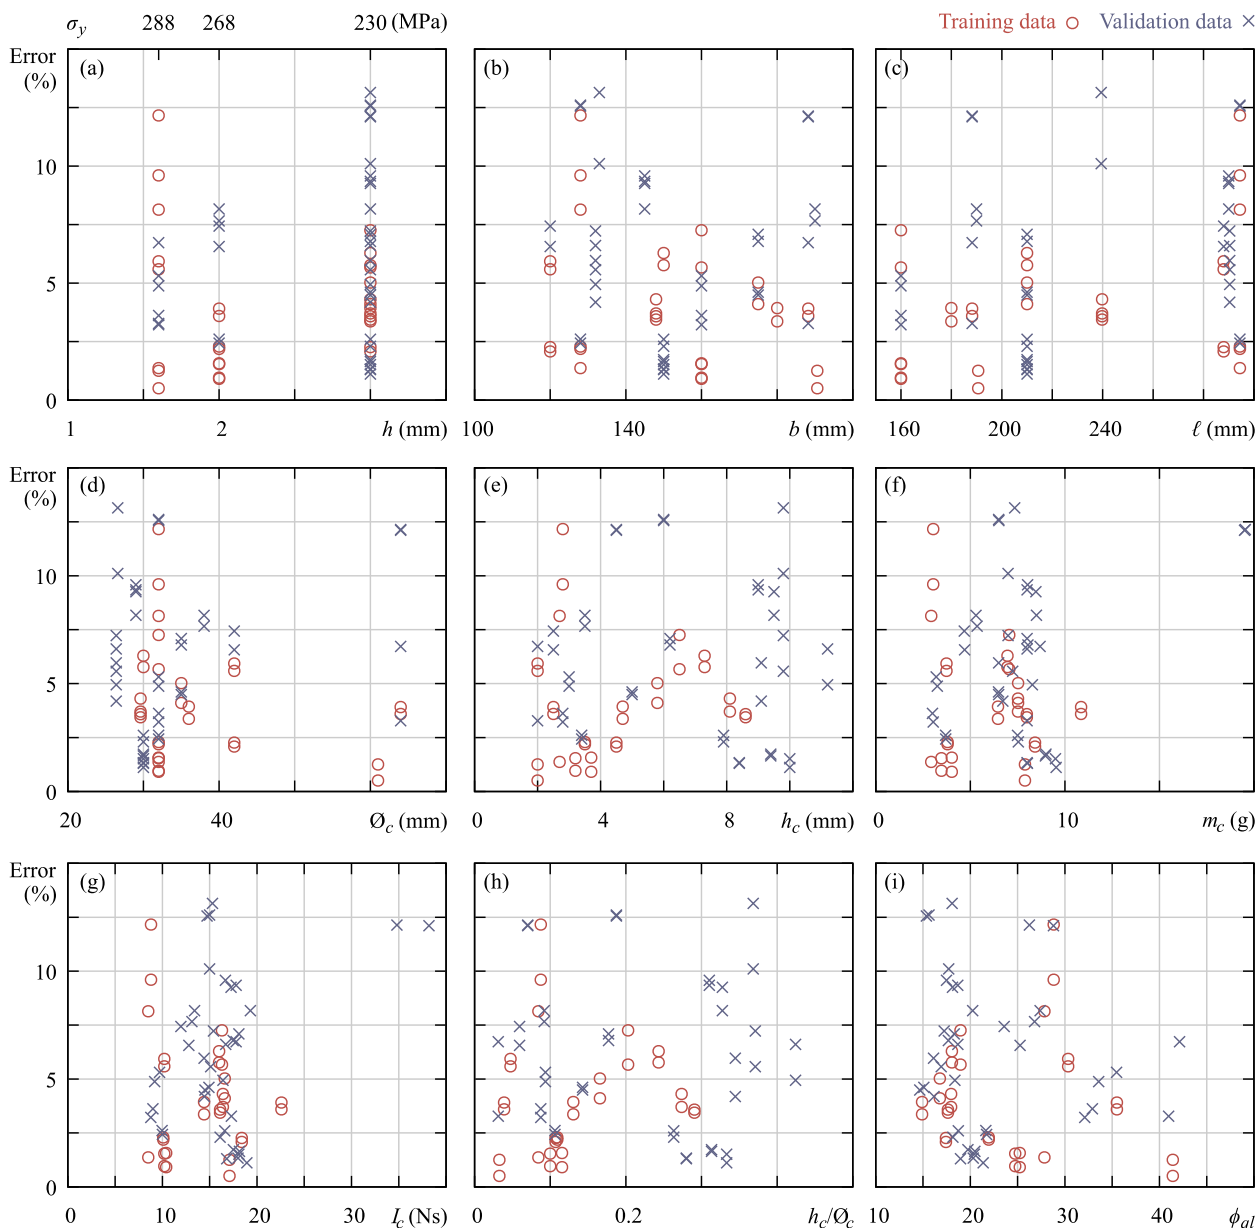 σy 288 268 230 (MPa) Training data Validation data
Error (%) (a) (b) (c)
10
5
0
1 2 h (mm) 100 140 b (mm) 160 200 240 ℓ (mm)
Error (%) (d) (e) (f)
10
5
0
20 40 Øc (mm) 0 4 8 hc (mm) 0 10 mc (g)
Error (%) (g) (h) (i)
10
5
0
0 10 20 30 Ic (Ns) 0 0.2 hc/Øc 10 20 30 40 ϕal